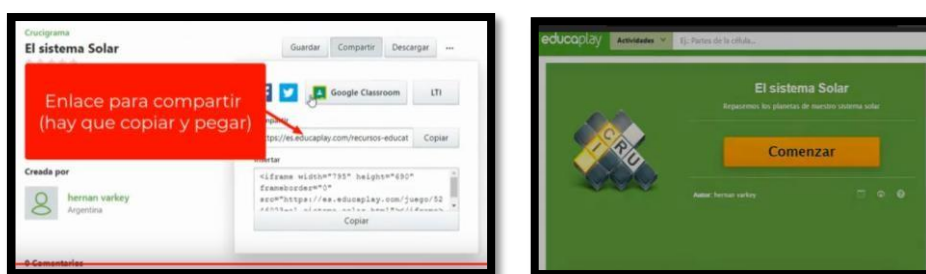 Crucigrama
El sistema Solar
Guardar Compartir Descargar ...
Enlace para compartir
(hay que copiar y pegar)
Google Classroom LTI
https://es.educaplay.com/recursos-educat Copiar
Creada por
hernan varkey
Argentina
<iframe width="795" height="690"
frameborder="0"
src="https://es.educaplay.com/juego/52
Copiar
0 Comentarios
educaplay Actividades Ej. Partes de la célula...
El sistema Solar
Repasemos los planetas de nuestro sistema solar
CRU
I
Comenzar
Autor: hernan varkey